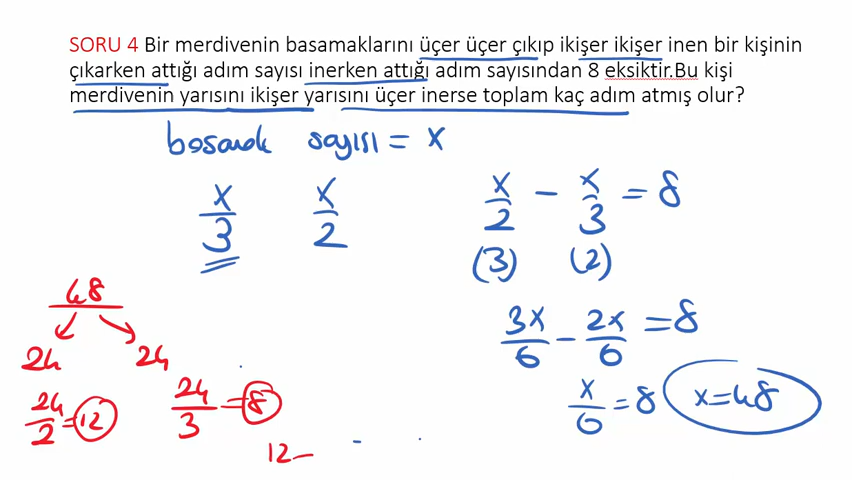 SORU 4 Bir merdivenin basamaklarını üçer üçer çıkıp ikişer ikişer inen bir kişinin
çıkarken attığı adım sayısı inerken attığı adım sayısından 8 eksiktir.Bu kişi
merdivenin yarısını ikişer yarısını üçer inerse toplam kaç adım atmış olur?
basamak sayısı = x
x/3 x/2 x/2 - x/3 = 8
(3) (2)
48
3x/6 - 2x/6 = 8
24 24
x/6 = 8 x=48
24/2 = 12 24/3 = 8
12 -